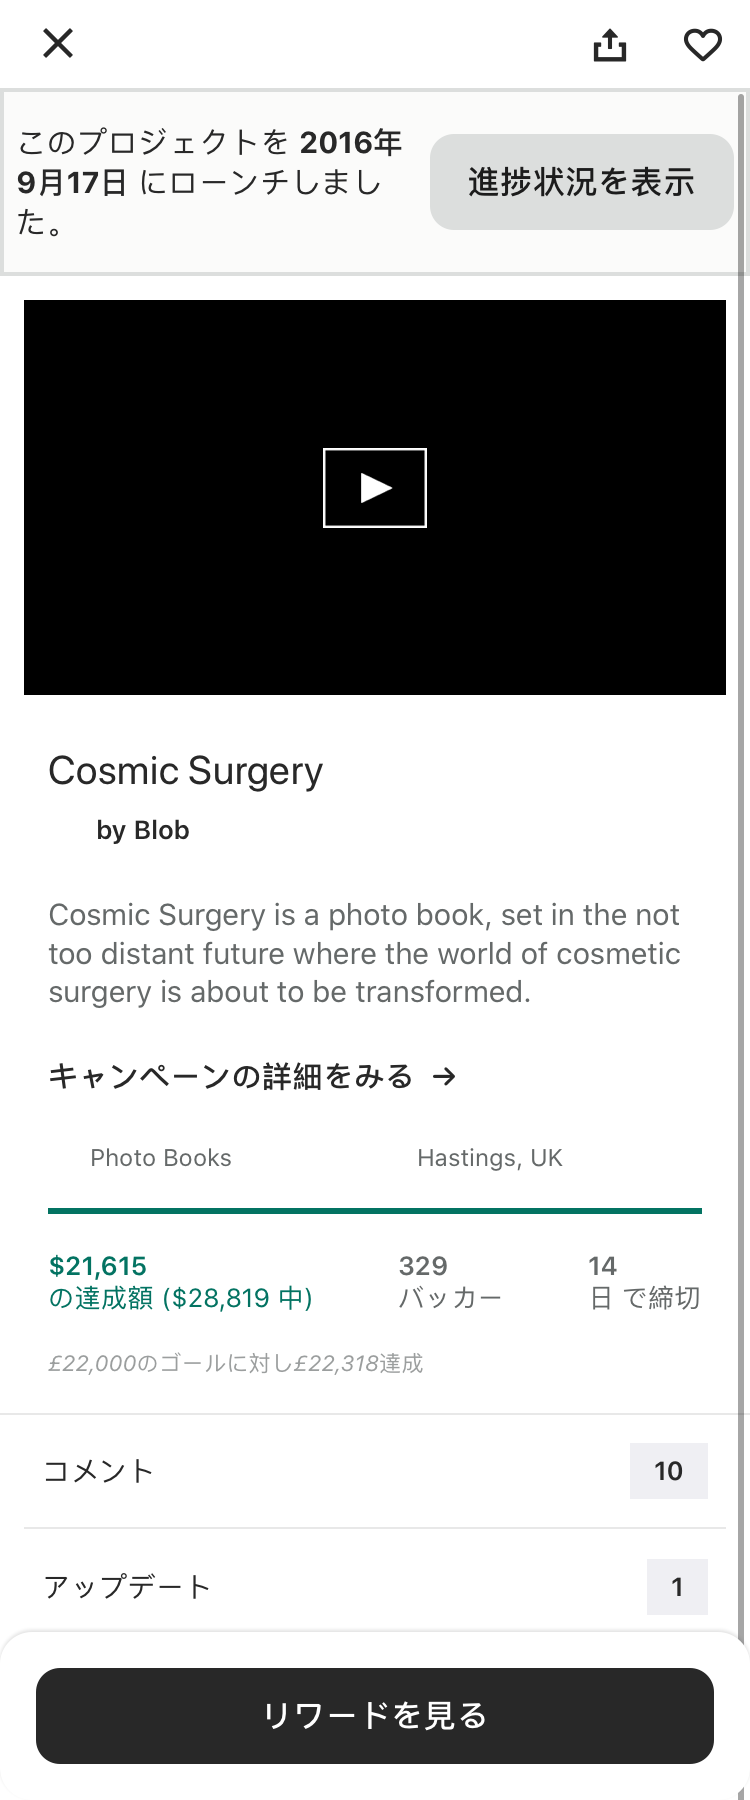 このプロジェクトを 2016年
9月17日 にローンチしまし
た。
進捗状況を表示
Cosmic Surgery
by Blob
Cosmic Surgery is a photo book, set in the not
too distant future where the world of cosmetic
surgery is about to be transformed.
キャンペーンの詳細をみる →
Photo Books
Hastings, UK
$21,615
の達成額 ($28,819 中)
329
バッカー
14
日 で締切
£22,000のゴールに対し£22,318達成
コメント
10
アップデート
1
リワードを見る